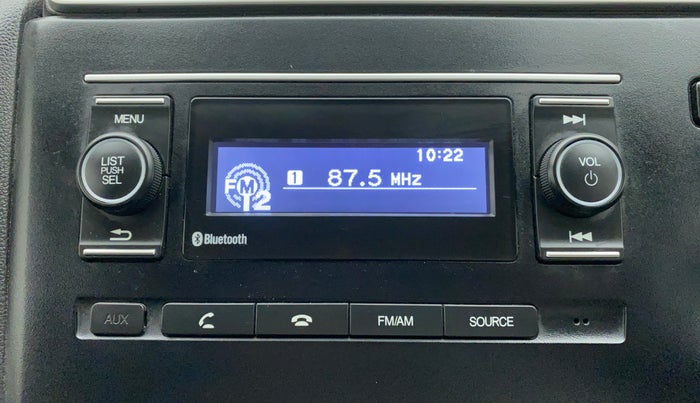 MENU
LIST
PUSH
SEL
10:22
FM
12
1 87.5 MHz
Bluetooth
VOL
AUX
FM/AM
SOURCE